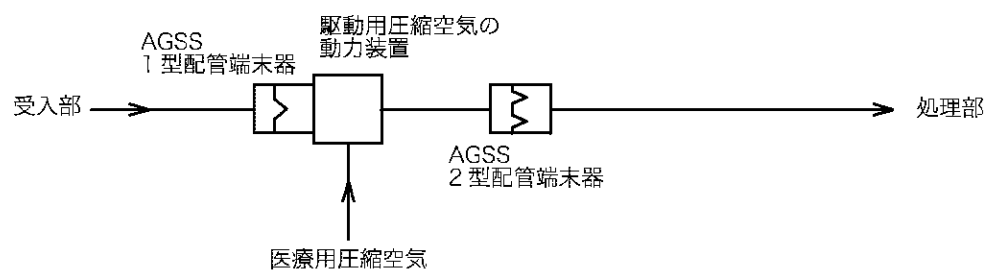 駆動用圧縮空気の
動力装置
AGSS
1型配管端末器
受入部
処理部
AGSS
2型配管端末器
医療用圧縮空気